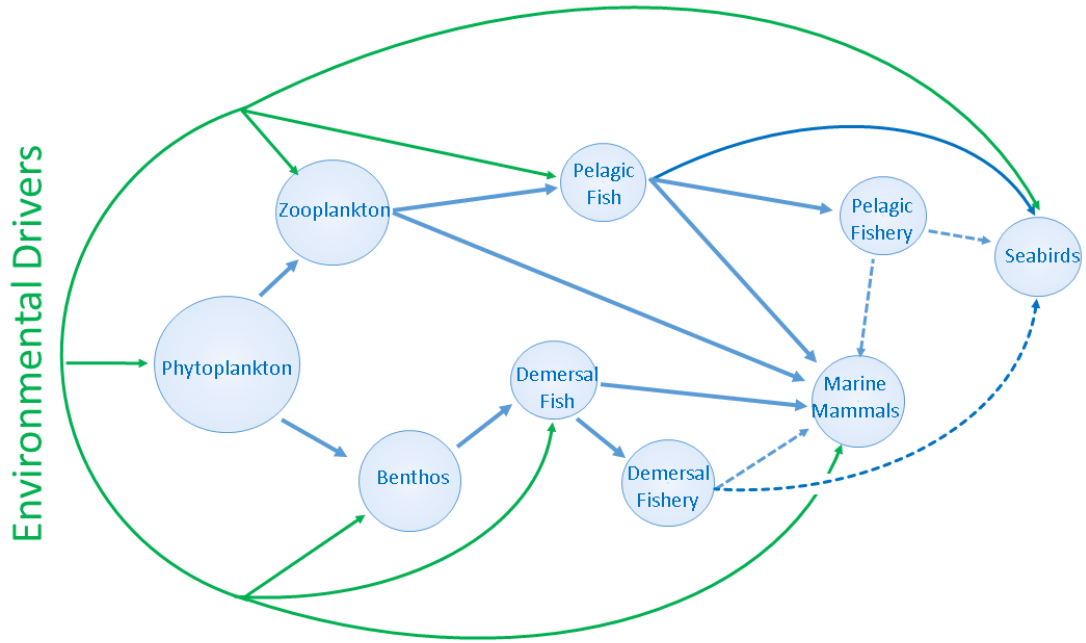 Environmental Drivers
Zooplankton
Pelagic
Fish
Pelagic
Fishery
Seabirds
Phytoplankton
Demersal
Fish
Marine
Mammals
Benthos
Demersal
Fishery